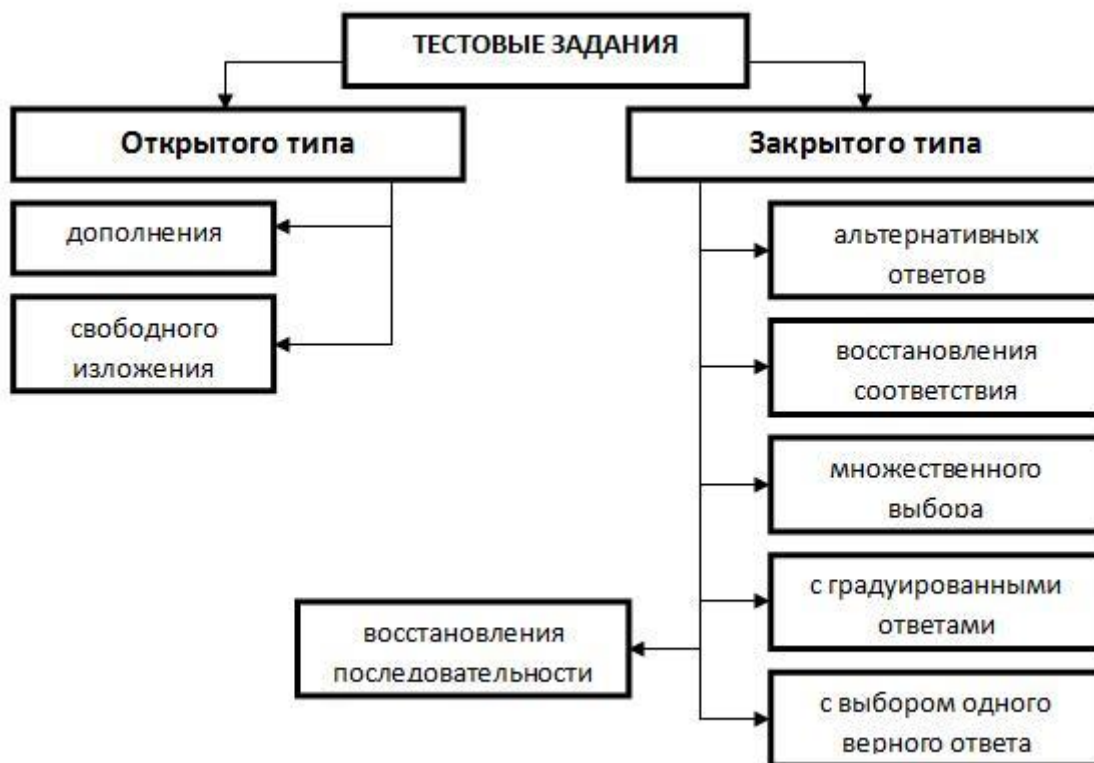 ТЕСТОВЫЕ ЗАДАНИЯ
Открытого типа
Закрытого типа
дополнения
свободного
изложения
альтернативных
ответов
восстановления
соответствия
множественного
выбора
с градуированными
ответами
восстановления
последовательности
с выбором одного
верного ответа